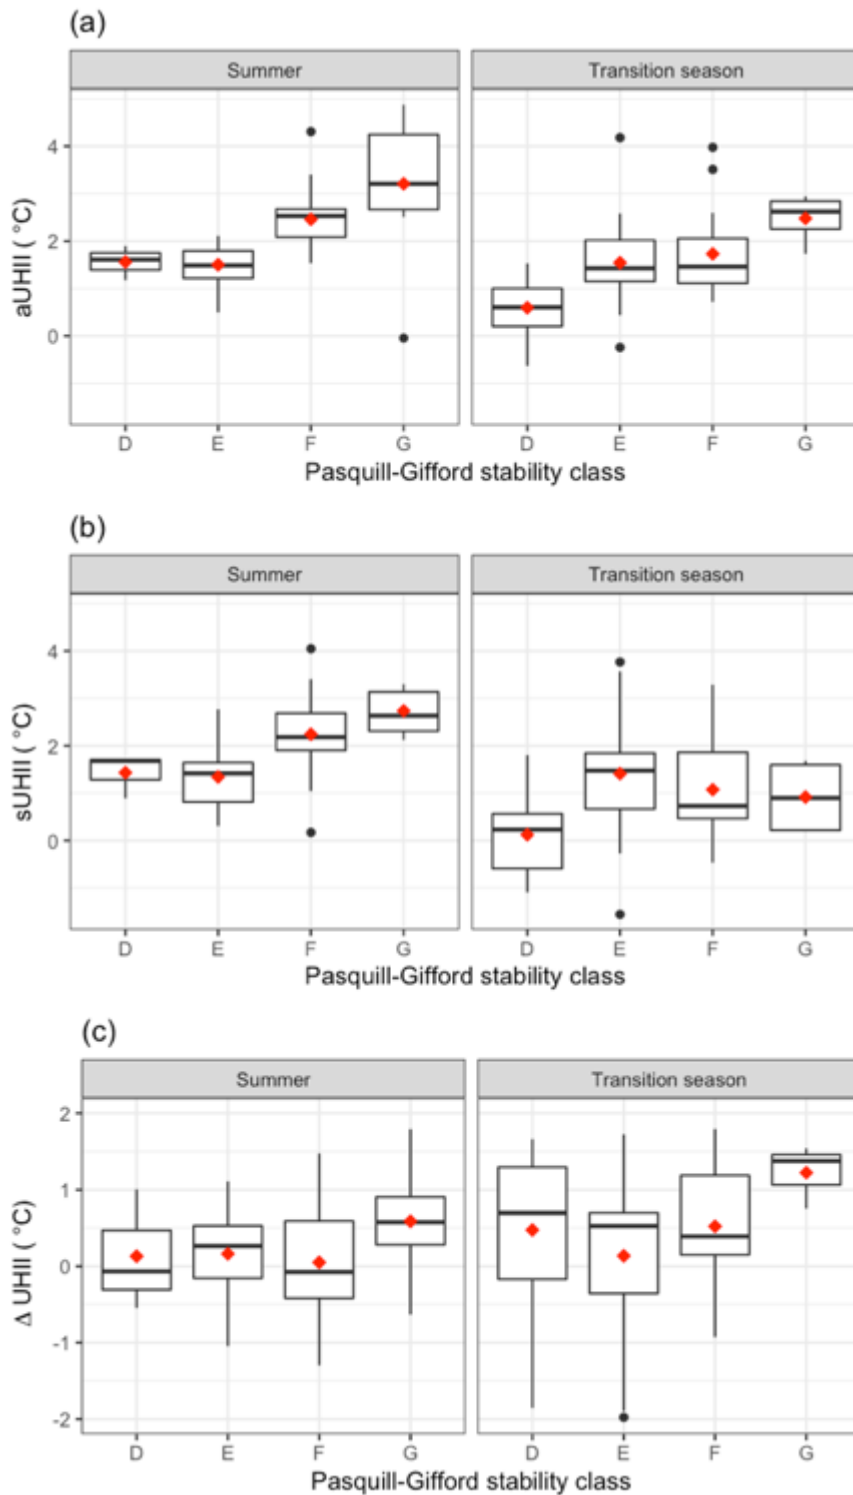 (a)
Summer Transition season
4
2
0
aUHII ( °C)
D E F G D E F G
Pasquill-Gifford stability class
(b)
Summer Transition season
4
2
0
sUHII ( °C)
D E F G D E F G
Pasquill-Gifford stability class
(c)
Summer Transition season
2
1
0
-1
-2
Δ UHII ( °C)
D E F G D E F G
Pasquill-Gifford stability class